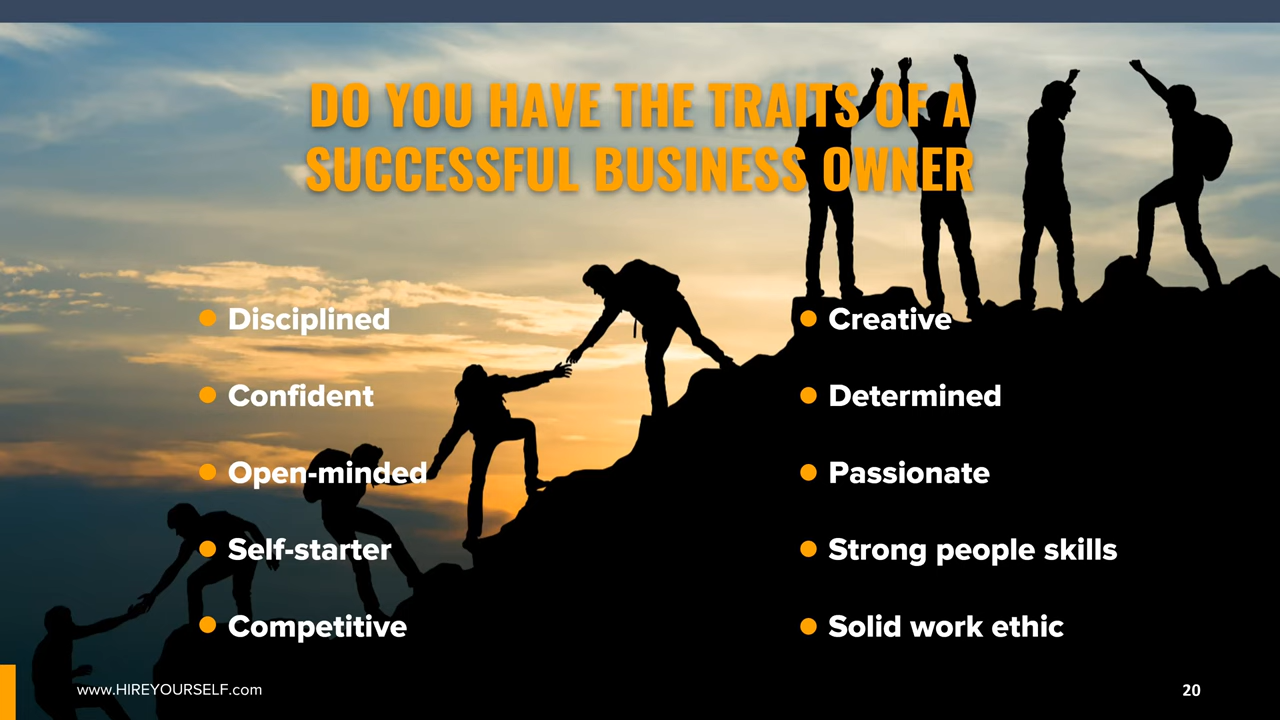 DO YOU HAVE THE TRAITS OF A
SUCCESSFUL BUSINESS OWNER
Disciplined
Confident
Open-minded
Self-starter
Competitive
Creative
Determined
Passionate
Strong people skills
Solid work ethic
www.HIREYOURSELF.com
20